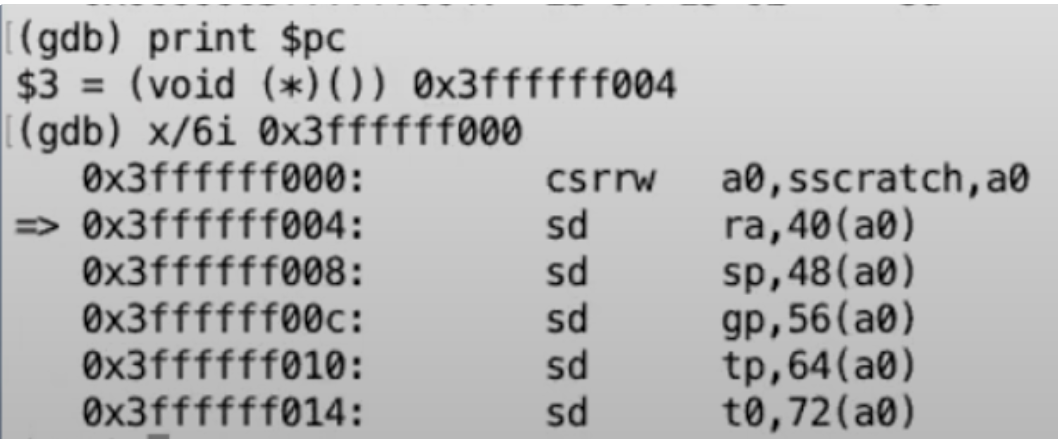 (gdb) print $pc
$3 = (void (*)()) 0x3ffffff004
(gdb) x/6i 0x3ffffff000
0x3ffffff000: csrrw a0,sscratch,a0
=> 0x3ffffff004: sd ra,40(a0)
0x3ffffff008: sd sp,48(a0)
0x3ffffff00c: sd gp,56(a0)
0x3ffffff010: sd tp,64(a0)
0x3ffffff014: sd t0,72(a0)